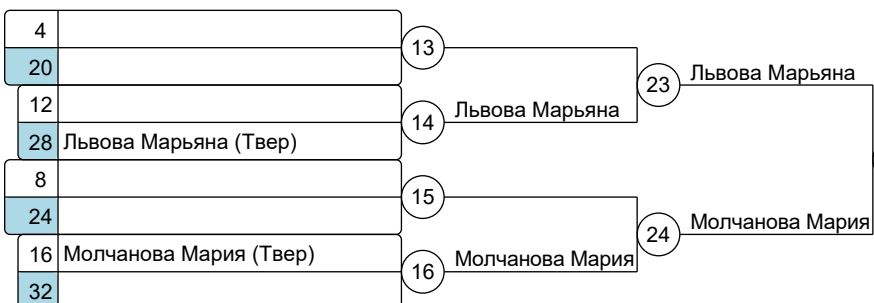 4
20
13
12
28 Львова Марьяна (Твер)
14 Львова Марьяна
23 Львова Марьяна
8
24
15
16 Молчанова Мария (Твер)
32
16 Молчанова Мария
24 Молчанова Мария